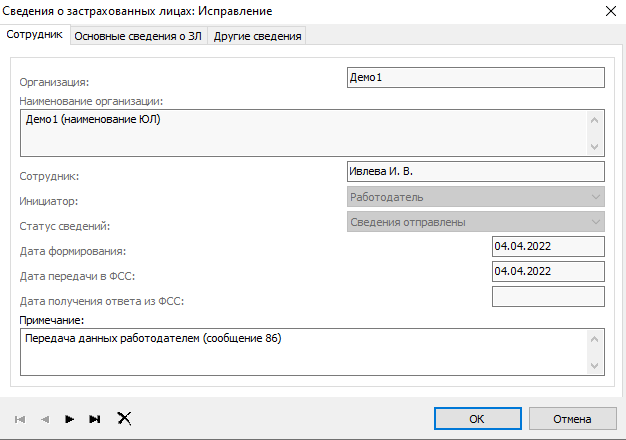 Сведения о застрахованных лицах: Исправление
Сотрудник Основные сведения о ЗЛ Другие сведения
Организация: Демо1
Наименование организации:
Демо1 (наименование ЮЛ)
Сотрудник: Ивлева И. В.
Инициатор: Работодатель
Статус сведений: Сведения отправлены
Дата формирования: 04.04.2022
Дата передачи в ФСС: 04.04.2022
Дата получения ответа из ФСС:
Примечание:
Передача данных работодателем (сообщение 86)
ОК Отмена